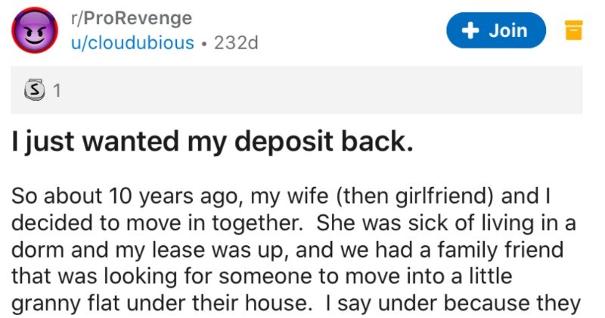 r/ProRevenge
u/cloudubious • 232d
Join
S 1
I just wanted my deposit back.
So about 10 years ago, my wife (then girlfriend) and I
decided to move in together.  She was sick of living in a
dorm and my lease was up, and we had a family friend
that was looking for someone to move into a little
granny flat under their house.  I say under because they